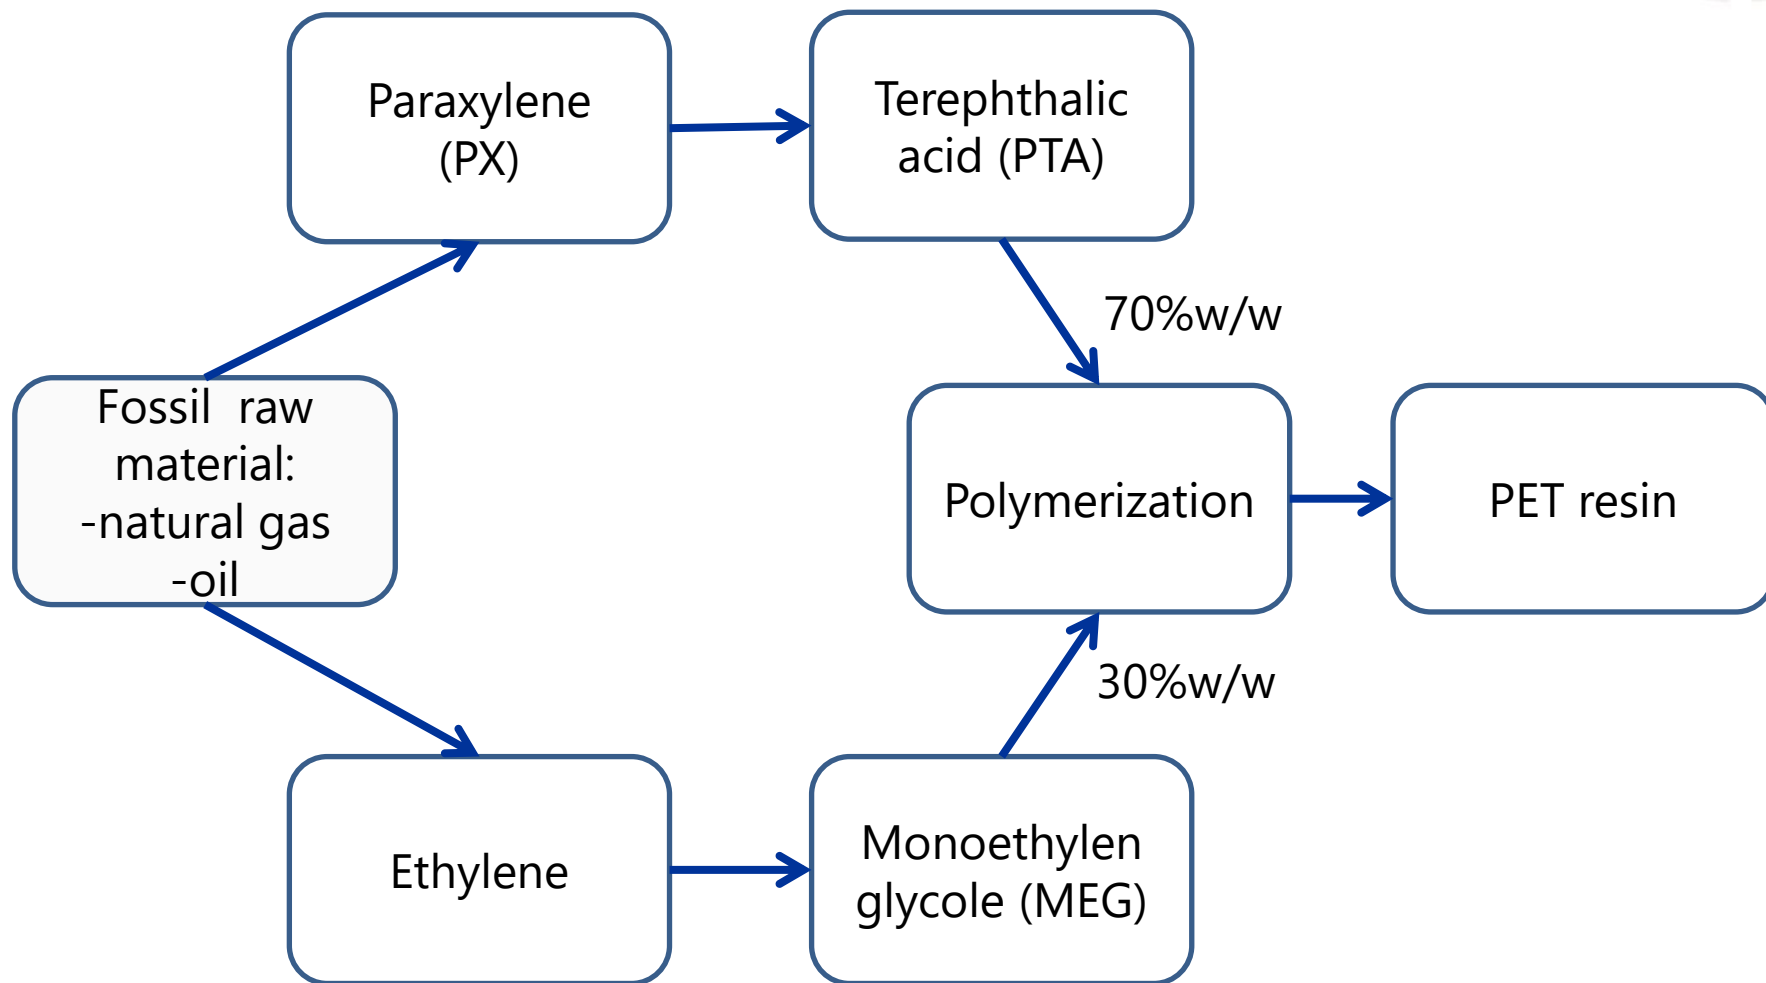 Paraxylene
(PX)
Terephthalic
acid (PTA)
70%w/w
Fossil  raw
material:
-natural gas
-oil
Polymerization
PET resin
30%w/w
Ethylene
Monoethylen
glycole (MEG)